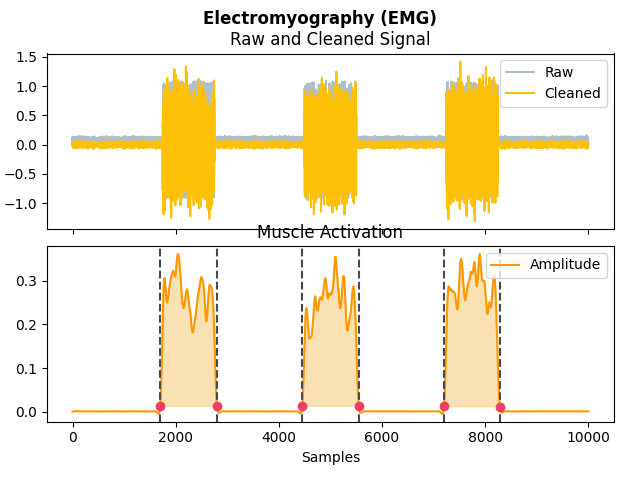 Electromyography (EMG)
Raw and Cleaned Signal
1.5
1.0
0.5
0.0
−0.5
−1.0
Raw
Cleaned
Muscle Activation
0.3
0.2
0.1
0.0
Amplitude
0 2000 4000 6000 8000 10000
Samples